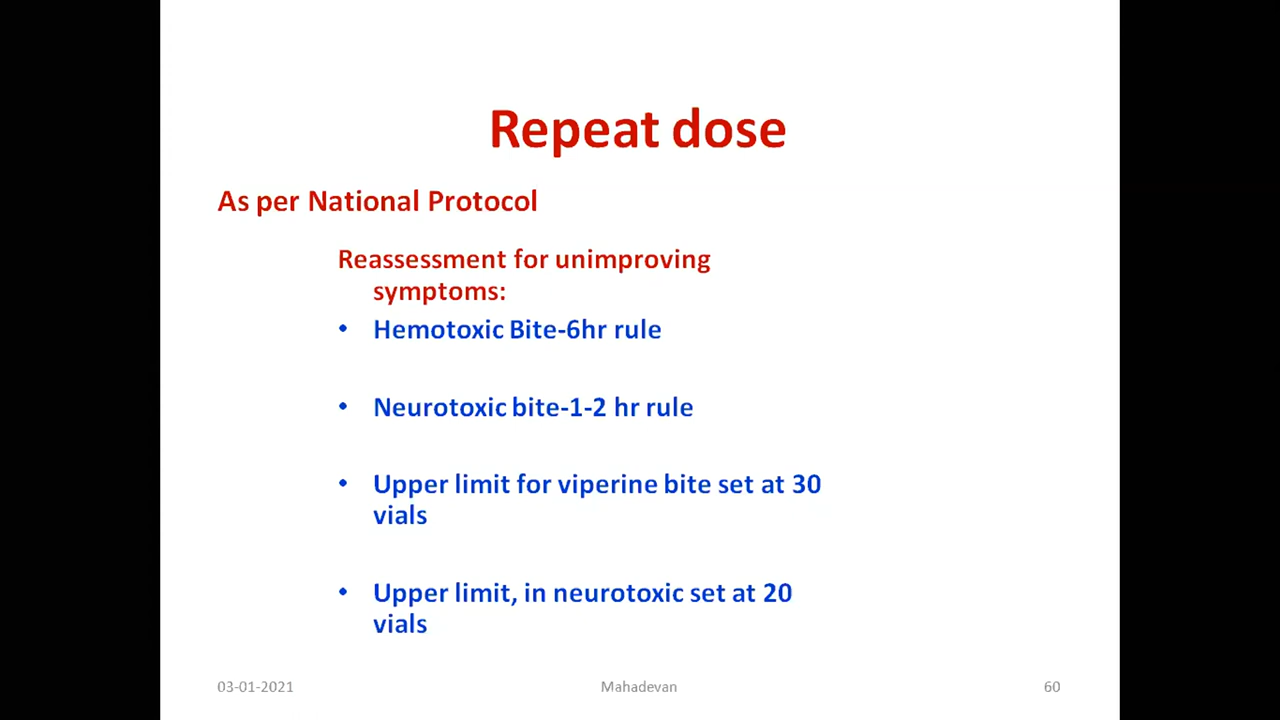 Repeat dose
As per National Protocol
Reassessment for unimproving
symptoms:
• Hemotoxic Bite-6hr rule
• Neurotoxic bite-1-2 hr rule
• Upper limit for viperine bite set at 30
vials
• Upper limit, in neurotoxic set at 20
vials
03-01-2021
Mahadevan
60